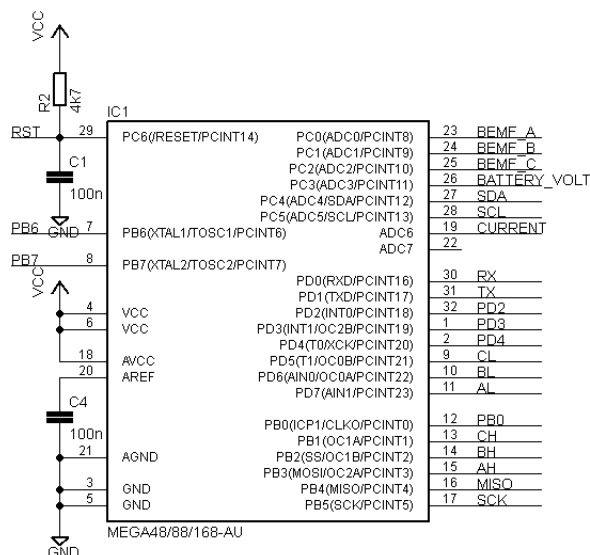 VCC
R2
4k7
IC1
RST 29 PC6(/RESET/PCINT14) PC0(ADC0/PCINT8) 23 BEMF_A
PC1(ADC1/PCINT9) 24 BEMF_B
C1 PC2(ADC2/PCINT10) 25 BEMF_C
100n PC3(ADC3/PCINT11) 26 BATTERY_VOLT
PC4(ADC4/SDA/PCINT12) 27 SDA
PC5(ADC5/SCL/PCINT13) 28 SCL
PB6 GND 7 PB6(XTAL1/TOSC1/PCINT6) ADC6 19 CURRENT
ADC7 22
PB7 8 PB7(XTAL2/TOSC2/PCINT7)
VCC PD0(RXD/PCINT16) 30 RX
PD1(TXD/PCINT17) 31 TX
4 VCC PD2(INT0/PCINT18) 32 PD2
6 VCC PD3(INT1/OC2B/PCINT19) 1 PD3
PD4(T0/XCK/PCINT20) 2 PD4
18 AVCC PD5(T1/OC0B/PCINT21) 9 CL
20 AREF PD6(AIN0/OC0A/PCINT22) 10 BL
PD7(AIN1/PCINT23) 11 AL
C4
100n PB0(ICP1/CLKO/PCINT0) 12 PB0
PB1(OC1A/PCINT1) 13 CH
21 AGND PB2(SS/OC1B/PCINT2) 14 BH
PB3(MOSI/OC2A/PCINT3) 15 AH
3 GND PB4(MISO/PCINT4) 16 MISO
5 GND PB5(SCK/PCINT5) 17 SCK
MEGA48/88/168-AU
GND